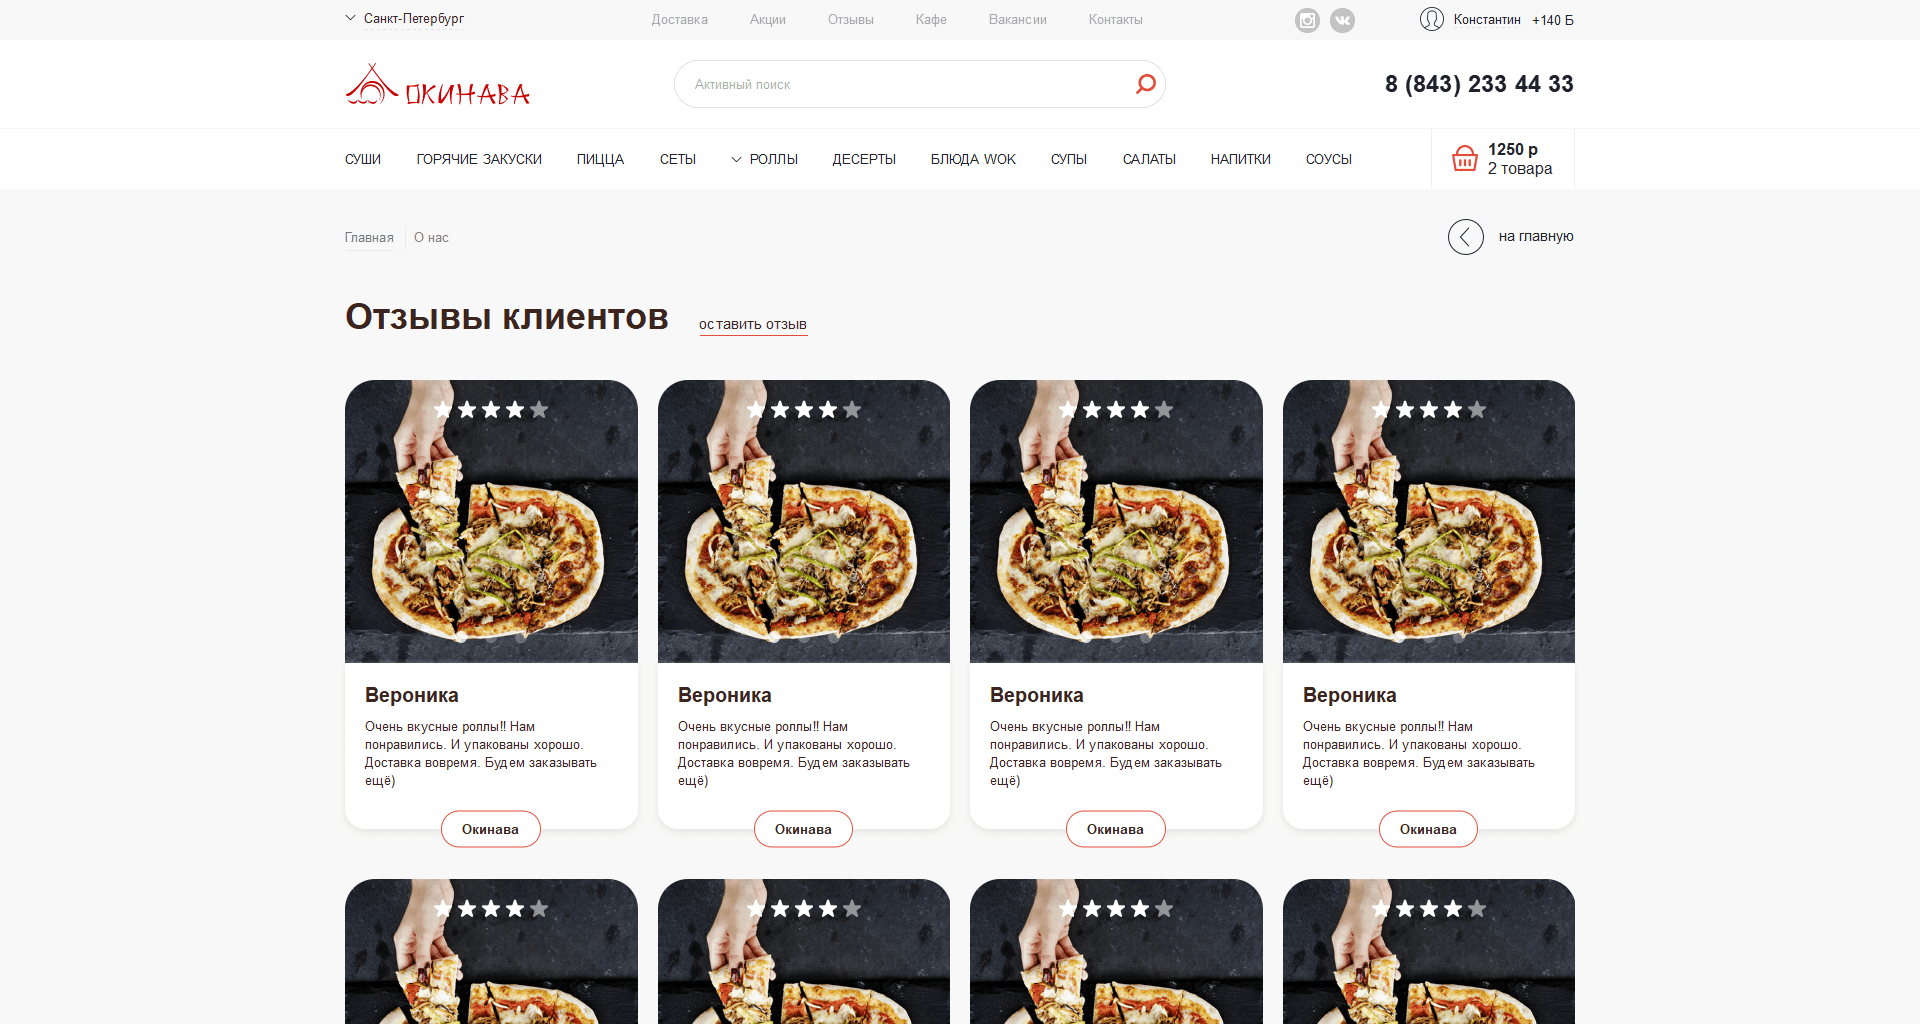 Санкт-Петербург
Доставка Акции Отзывы Кафе Вакансии Контакты
Константин +140 Б
ОКИНАВА
Активный поиск
8 (843) 233 44 33
СУШИ ГОРЯЧИЕ ЗАКУСКИ ПИЦЦА СЕТЫ РОЛЛЫ ДЕСЕРТЫ БЛЮДА WOK СУПЫ САЛАТЫ НАПИТКИ СОУСЫ
1250 р
2 товара
Главная О нас
на главную
Отзывы клиентов
оставить отзыв
Вероника
Очень вкусные роллы!! Нам
понравились. И упакованы хорошо.
Доставка вовремя. Будем заказывать
ещё)
Окинава
Вероника
Очень вкусные роллы!! Нам
понравились. И упакованы хорошо.
Доставка вовремя. Будем заказывать
ещё)
Окинава
Вероника
Очень вкусные роллы!! Нам
понравились. И упакованы хорошо.
Доставка вовремя. Будем заказывать
ещё)
Окинава
Вероника
Очень вкусные роллы!! Нам
понравились. И упакованы хорошо.
Доставка вовремя. Будем заказывать
ещё)
Окинава